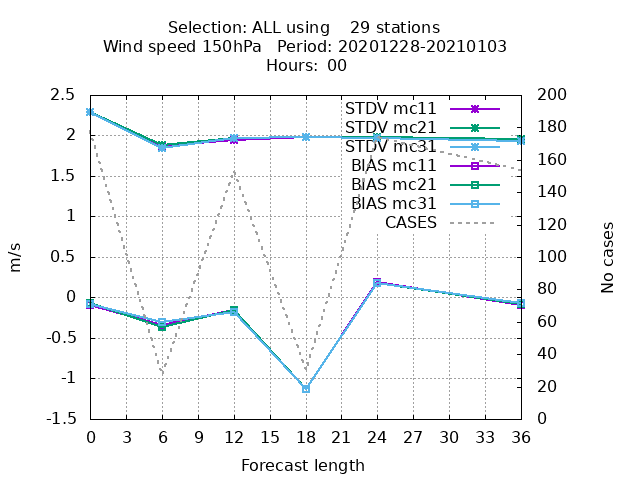 Selection: ALL using    29 stations
Wind speed 150hPa   Period: 20201228-20210103
Hours: 00
2.5
2
1.5
1
0.5
0
-0.5
-1
-1.5
200
180
160
140
120
100
80
60
40
20
0
m/s
No cases
STDV mc11
STDV mc21
STDV mc31
BIAS mc11
BIAS mc21
BIAS mc31
CASES
0 3 6 9 12 15 18 21 24 27 30 33 36
Forecast length